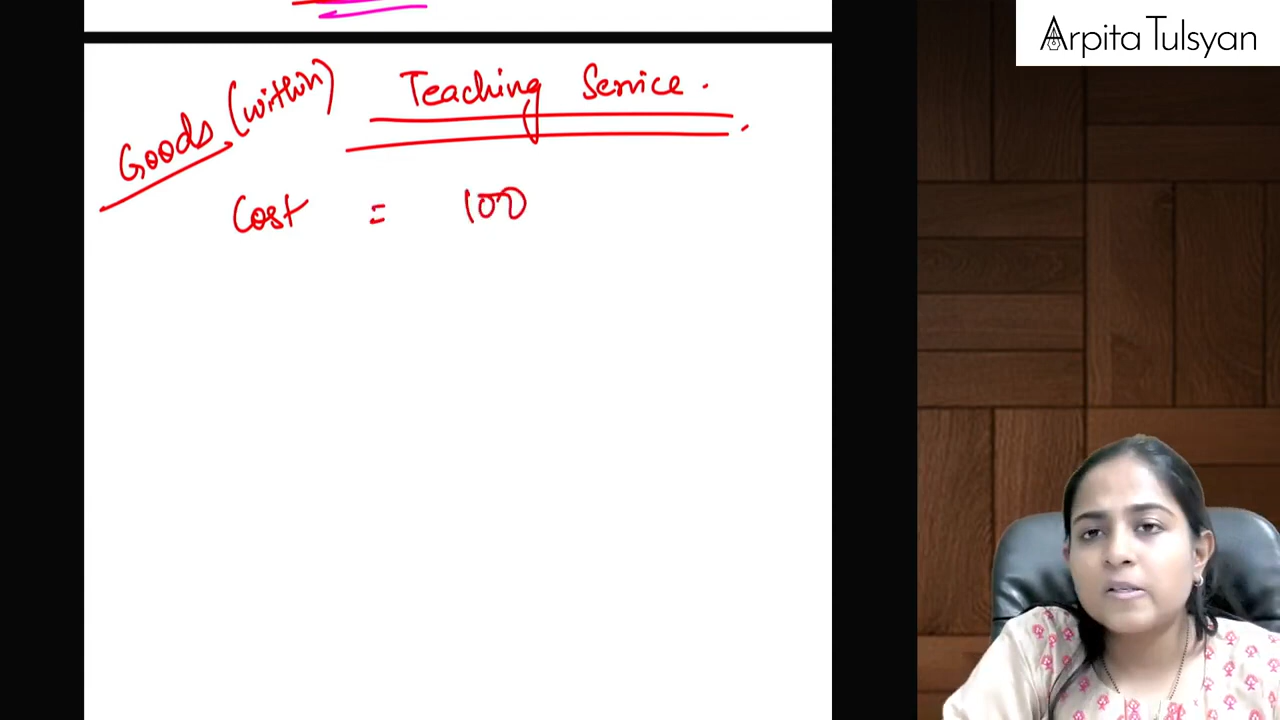 Arpita Tulsyan
Goods (within) Teaching Service.
Cost = 100